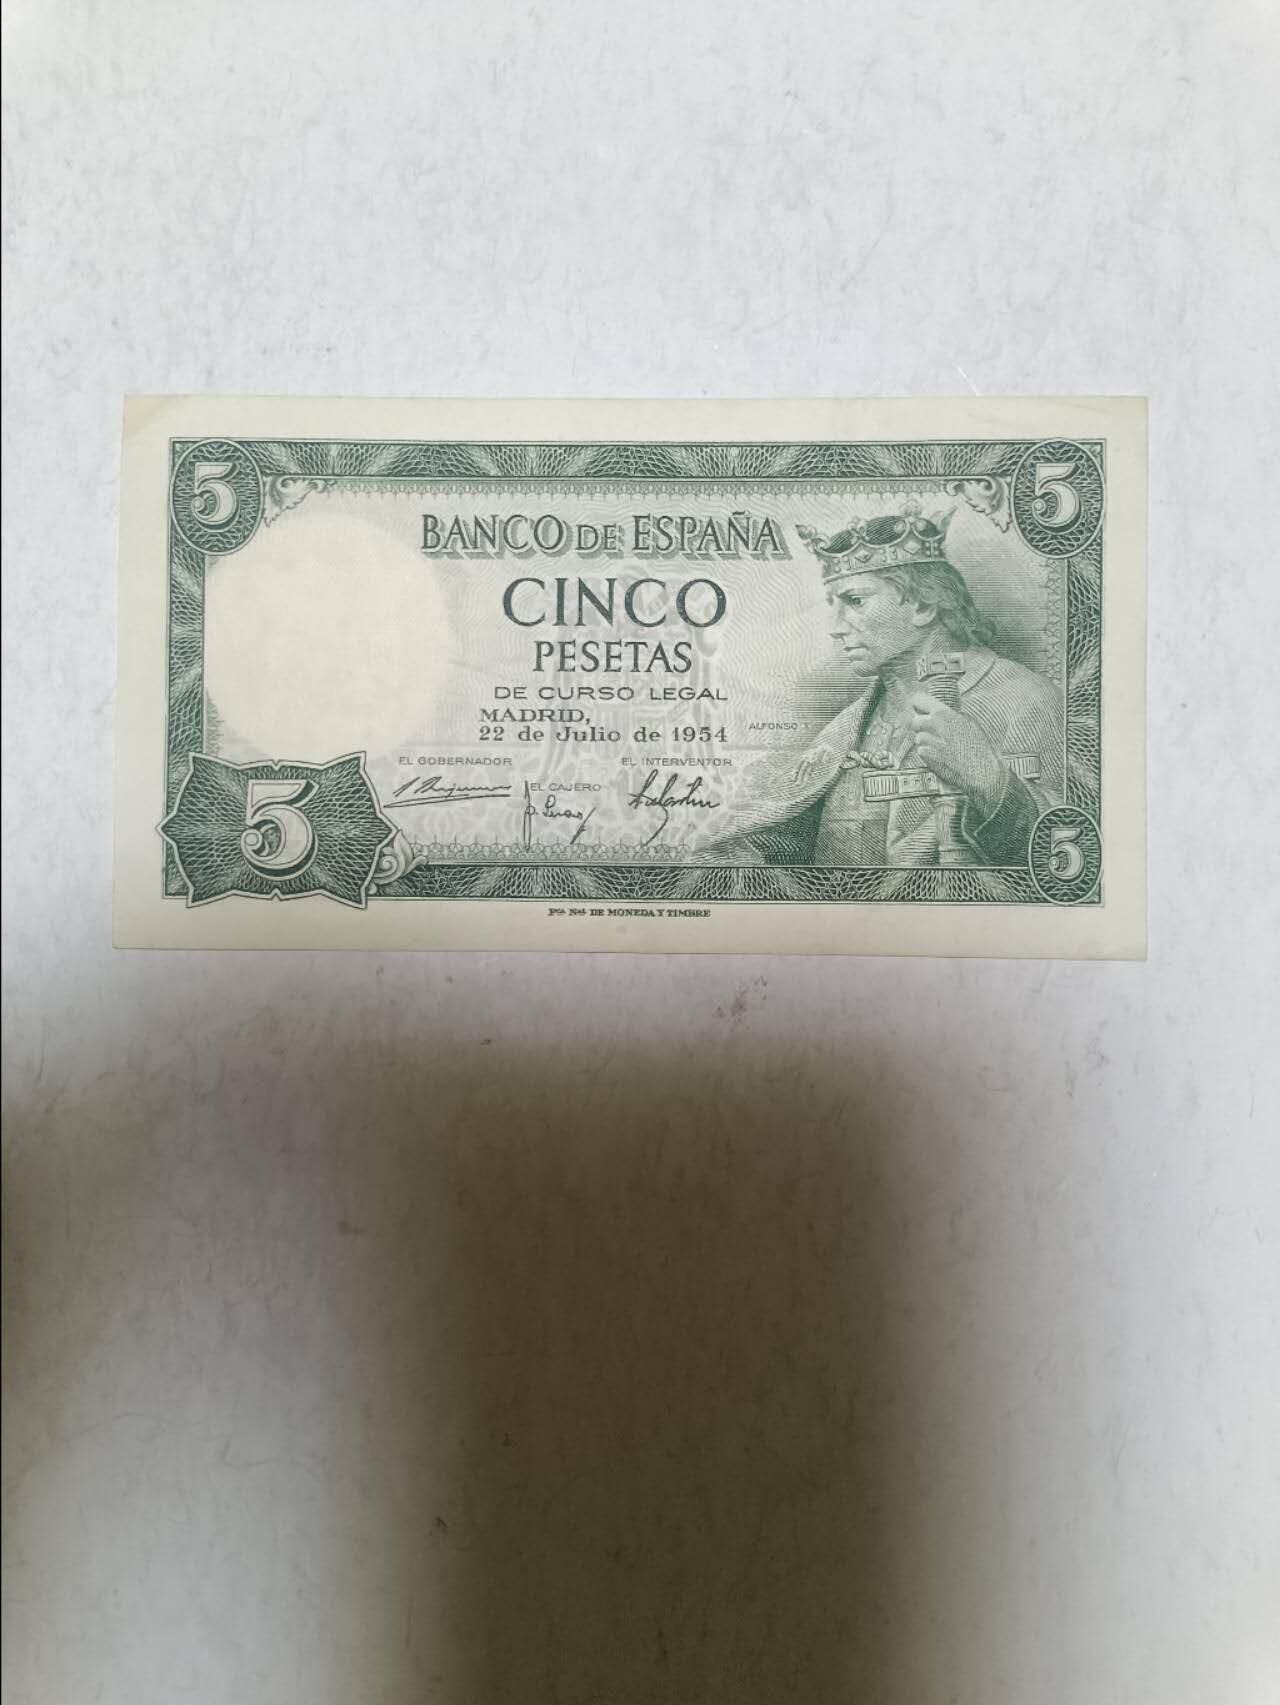 5
5
BANCO DE ESPAÑA
CINCO
PESETAS
DE CURSO LEGAL
MADRID,
22 de Julio de 1954
ALFONSO X
EL GOBERNADOR
EL INTERVENTOR
EL CAJERO
5
5
Fca Nal DE MONEDA Y TIMBRE